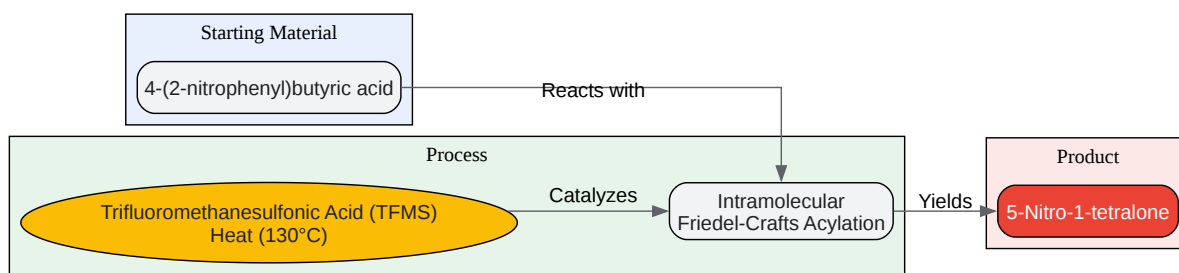 Starting Material
4-(2-nitrophenyl)butyric acid
Reacts with
Process
Trifluoromethanesulfonic Acid (TFMS)
Heat (130°C)
Catalyzes
Intramolecular
Friedel-Crafts Acylation
Yields
Product
5-Nitro-1-tetralone